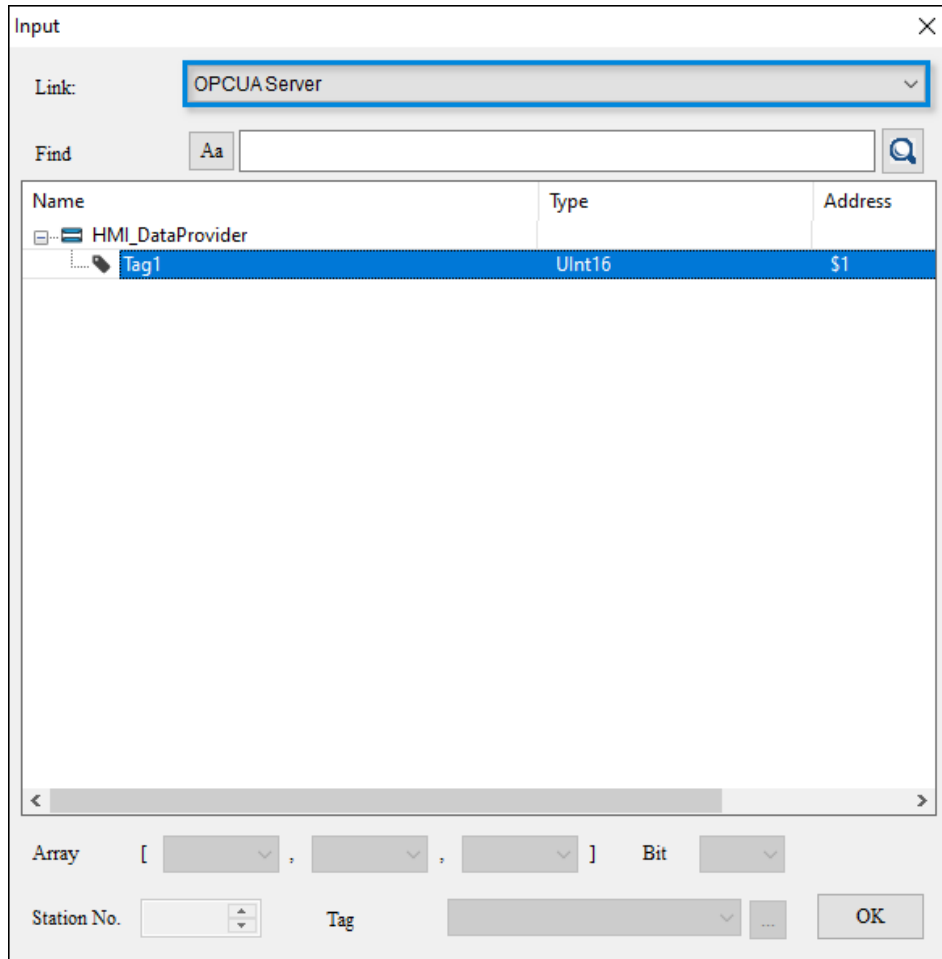 Input
Link: OPCUA Server
Find Aa
Name Type Address
HMI_DataProvider
Tag1 UInt16 $1
Array [ , , ] Bit
Station No. Tag ... OK